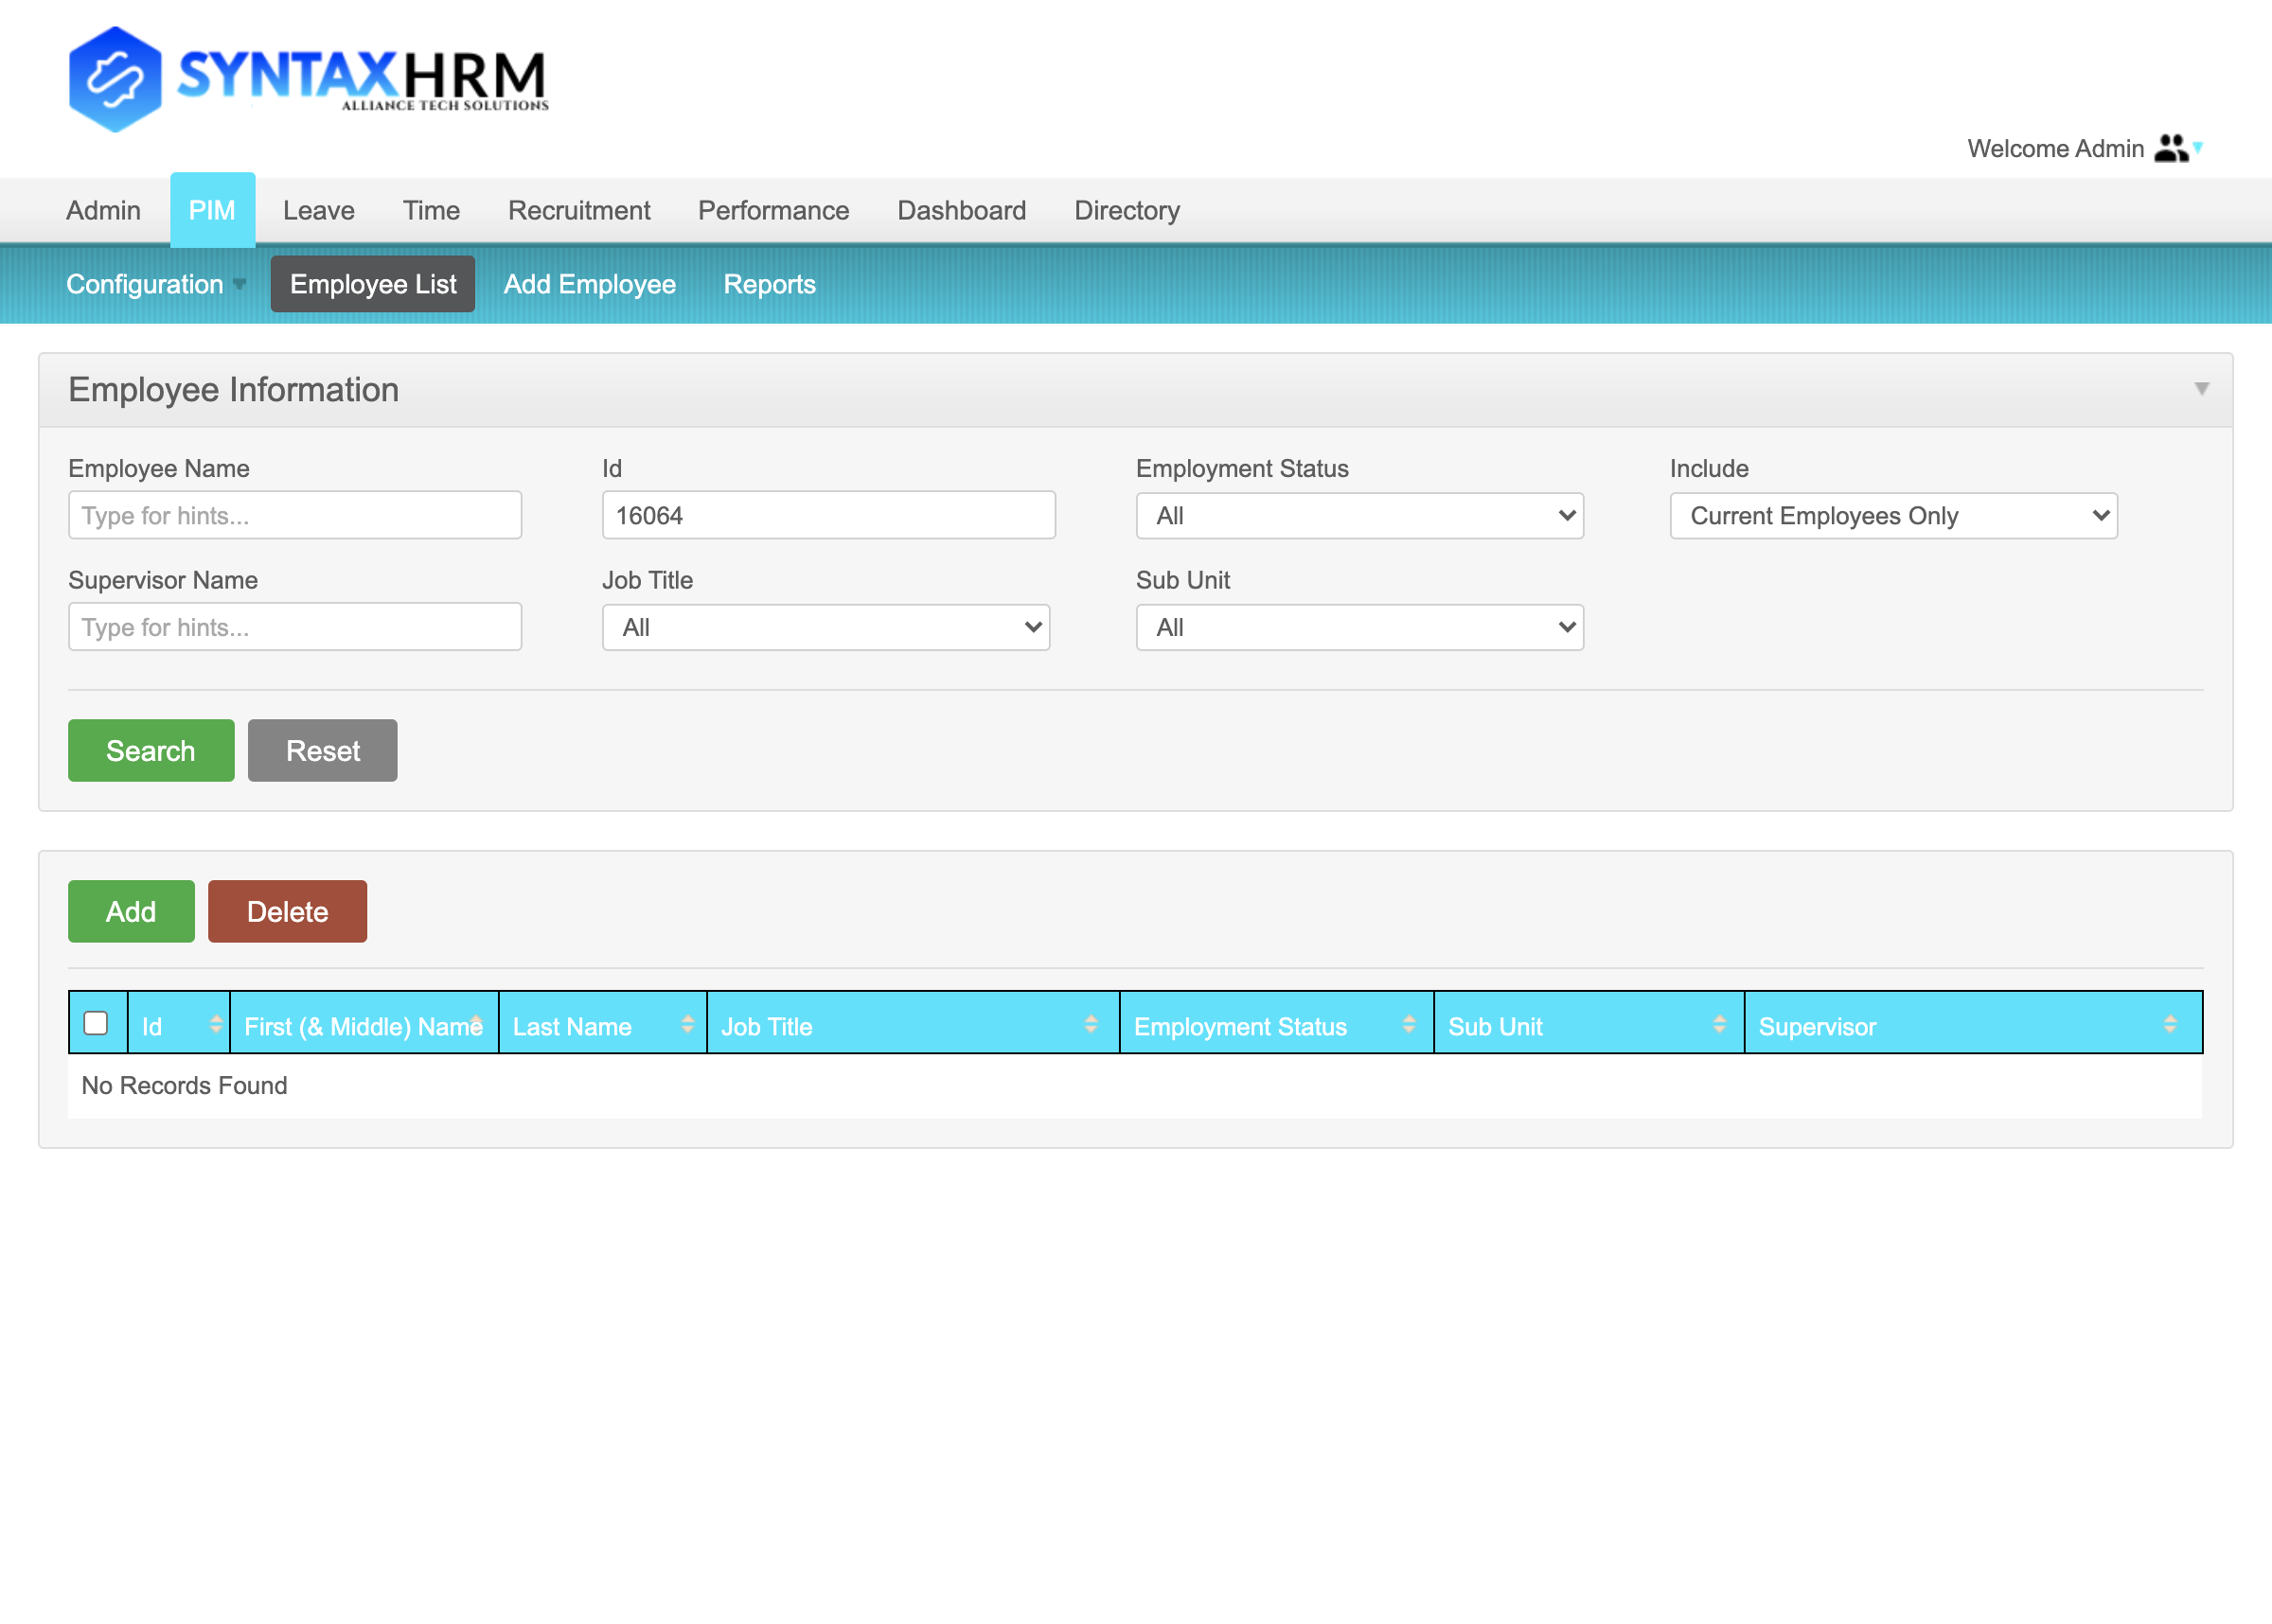 SYNTAXHRM
ALLIANCE TECH SOLUTIONS
Welcome Admin
Admin PIM Leave Time Recruitment Performance Dashboard Directory
Configuration Employee List Add Employee Reports
Employee Information
Employee Name Id Employment Status Include
Type for hints... 16064 All Current Employees Only
Supervisor Name Job Title Sub Unit
Type for hints... All All
Search Reset
Add Delete
Id First (& Middle) Name Last Name Job Title Employment Status Sub Unit Supervisor
No Records Found